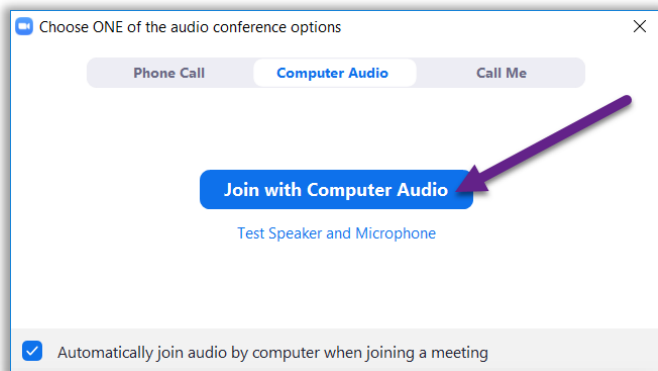 Choose ONE of the audio conference options
Phone Call
Computer Audio
Call Me
Join with Computer Audio
Test Speaker and Microphone
Automatically join audio by computer when joining a meeting